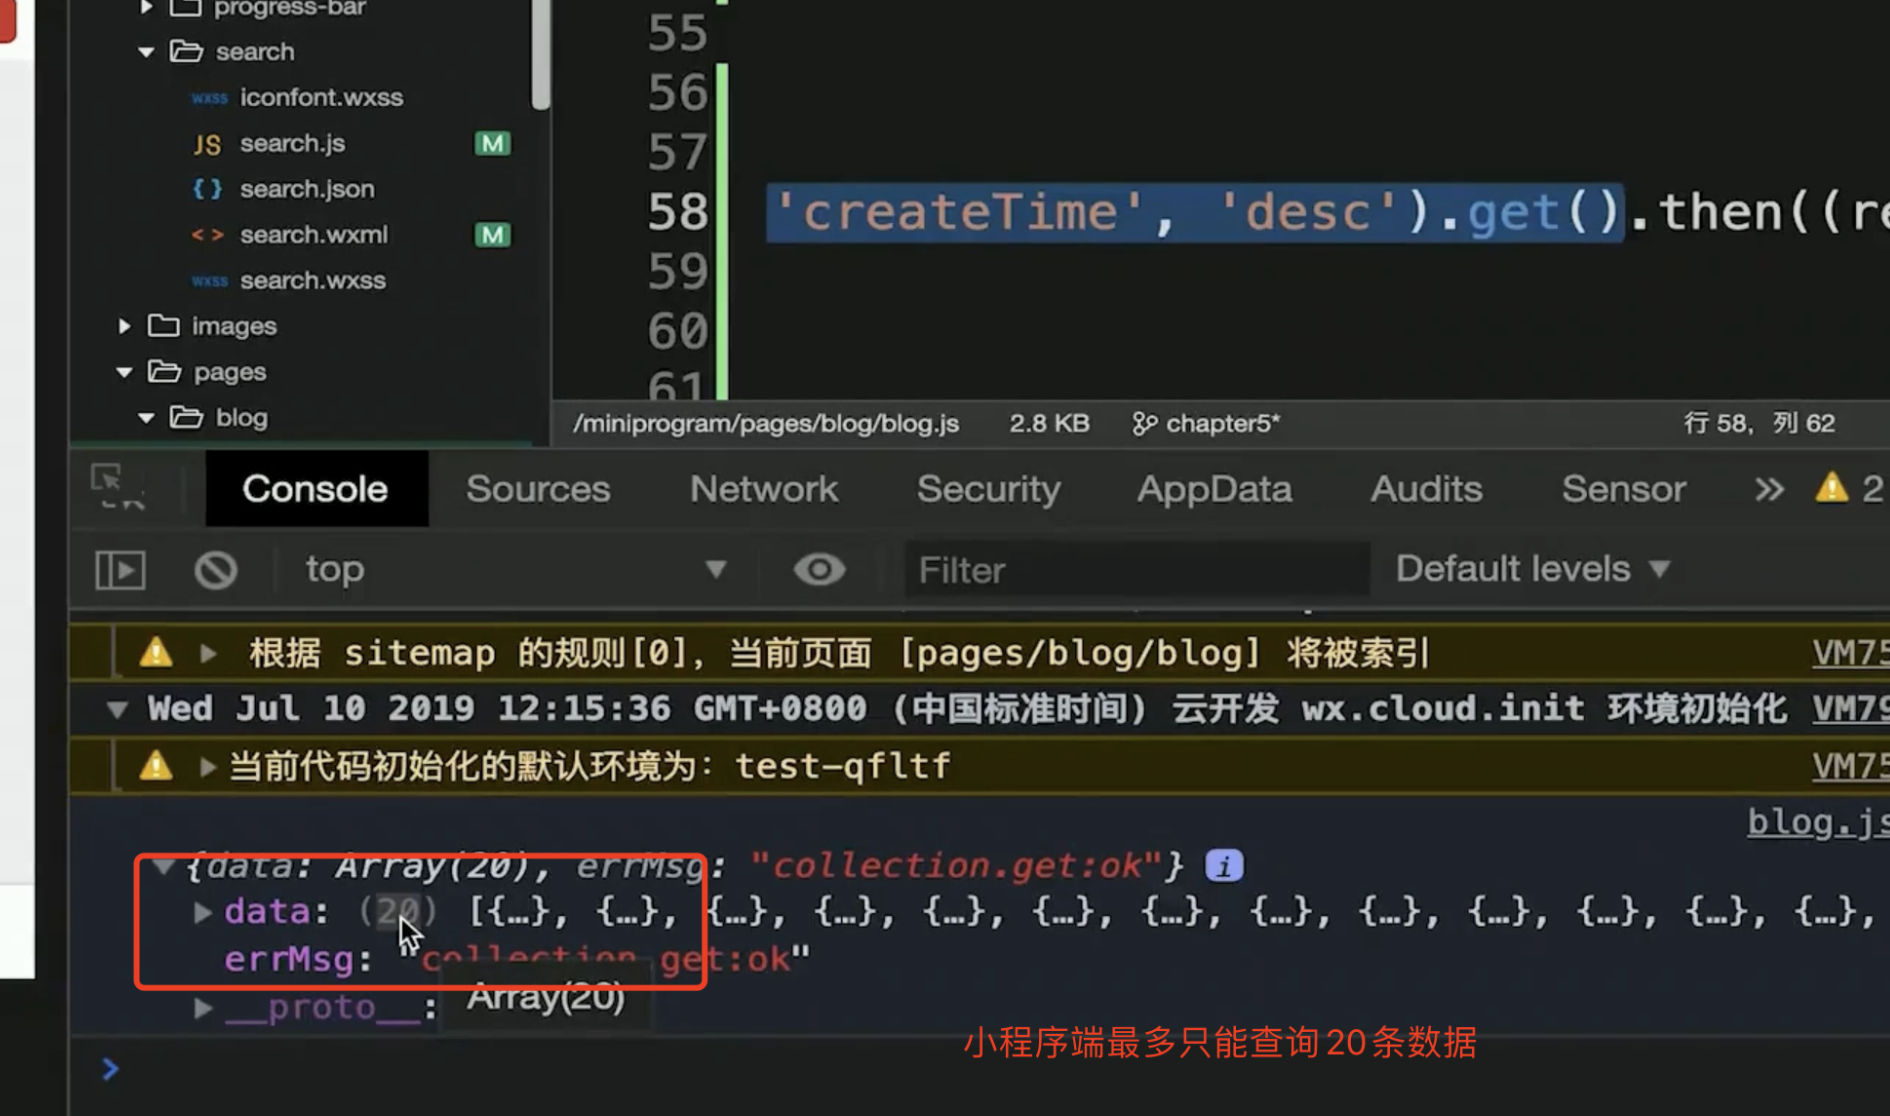 progress-bar
search
wxss iconfont.wxss
JS search.js M
{ } search.json
< > search.wxml M
wxss search.wxss
images
pages
blog
55
56
57
58 'createTime', 'desc').get().then((re
59
60
61
/miniprogram/pages/blog/blog.js 2.8 KB chapter5* 行 58, 列 62
Console Sources Network Security AppData Audits Sensor » 2
top Filter Default levels
根据 sitemap 的规则[0], 当前页面 [pages/blog/blog] 将被索引 VM75
Wed Jul 10 2019 12:15:36 GMT+0800 (中国标准时间) 云开发 wx.cloud.init 环境初始化 VM79
当前代码初始化的默认环境为: test-qfltf VM75
blog.js
{data: Array(20), errMsg: "collection.get:ok"} i
data: (20) [{…}, {…}, {…}, {…}, {…}, {…}, {…}, {…}, {…}, {…}, {…}, {…}, {…},
errMsg: "collection.get:ok"
__proto__:
Array(20)
小程序端最多只能查询20条数据
>